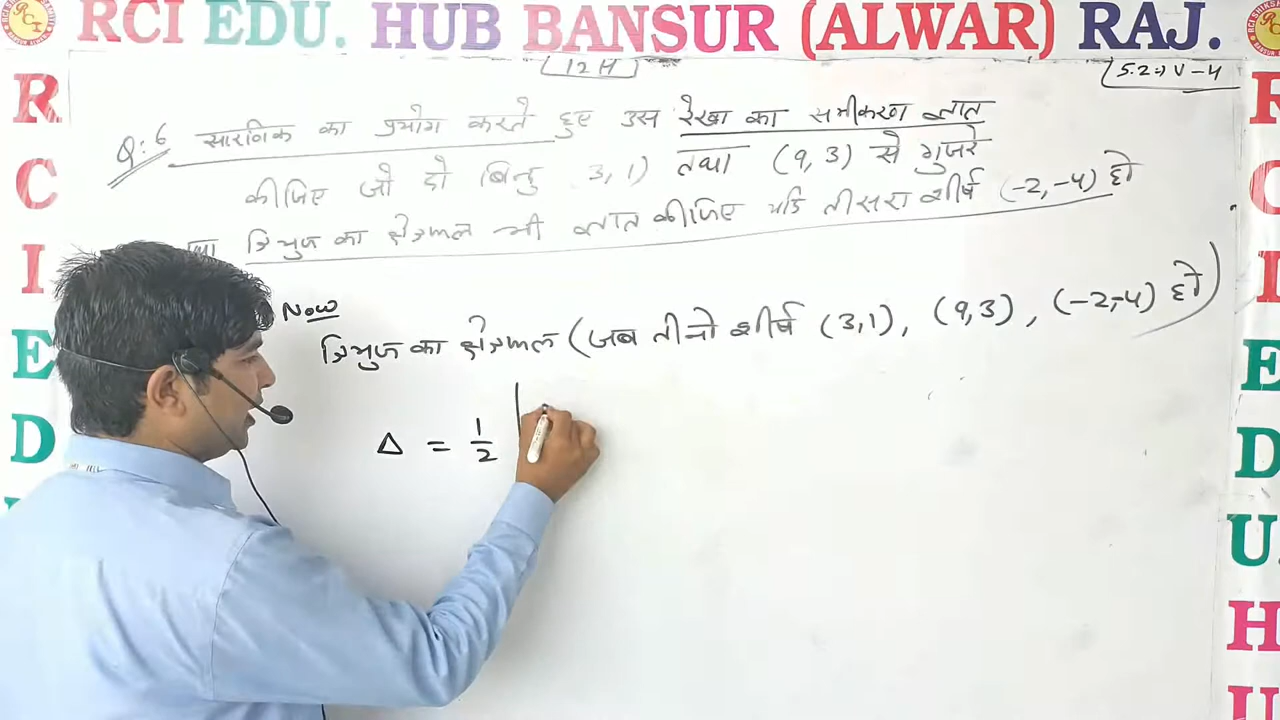 RCI EDU. HUB BANSUR (ALWAR) RAJ.
12 H
5.2 => V-4
Q:6 सारणिक का प्रयोग करते हुए उस रेखा का समीकरण ज्ञात
कीजिए जो दो बिन्दु 3,1) तथा (9,3) से गुजरे
त्रिभुज का क्षेत्रफल भी ज्ञात कीजिए यदि तीसरा शीर्ष (-2,-4) हो
Now
त्रिभुज का क्षेत्रफल (जब तीनो शीर्ष (3,1), (9,3), (-2,-4) हो)
Δ = 1/2 |
R
C
I
E
D
R
C
I
E
D
U.
H
U